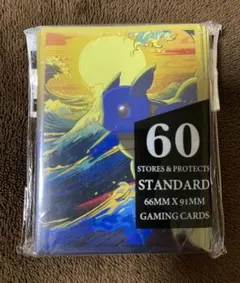 60
STORES & PROTECTS
STANDARD
66MM X 91MM
GAMING CARDS